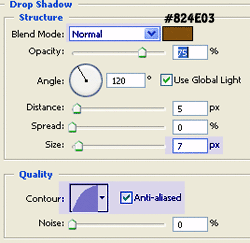 Drop Shadow
Structure
#824E03
Blend Mode: Normal
Opacity: 75 %
Angle: 120 ° Use Global Light
Distance: 5 px
Spread: 0 %
Size: 7 px
Quality
Contour: Anti-aliased
Noise: 0 %